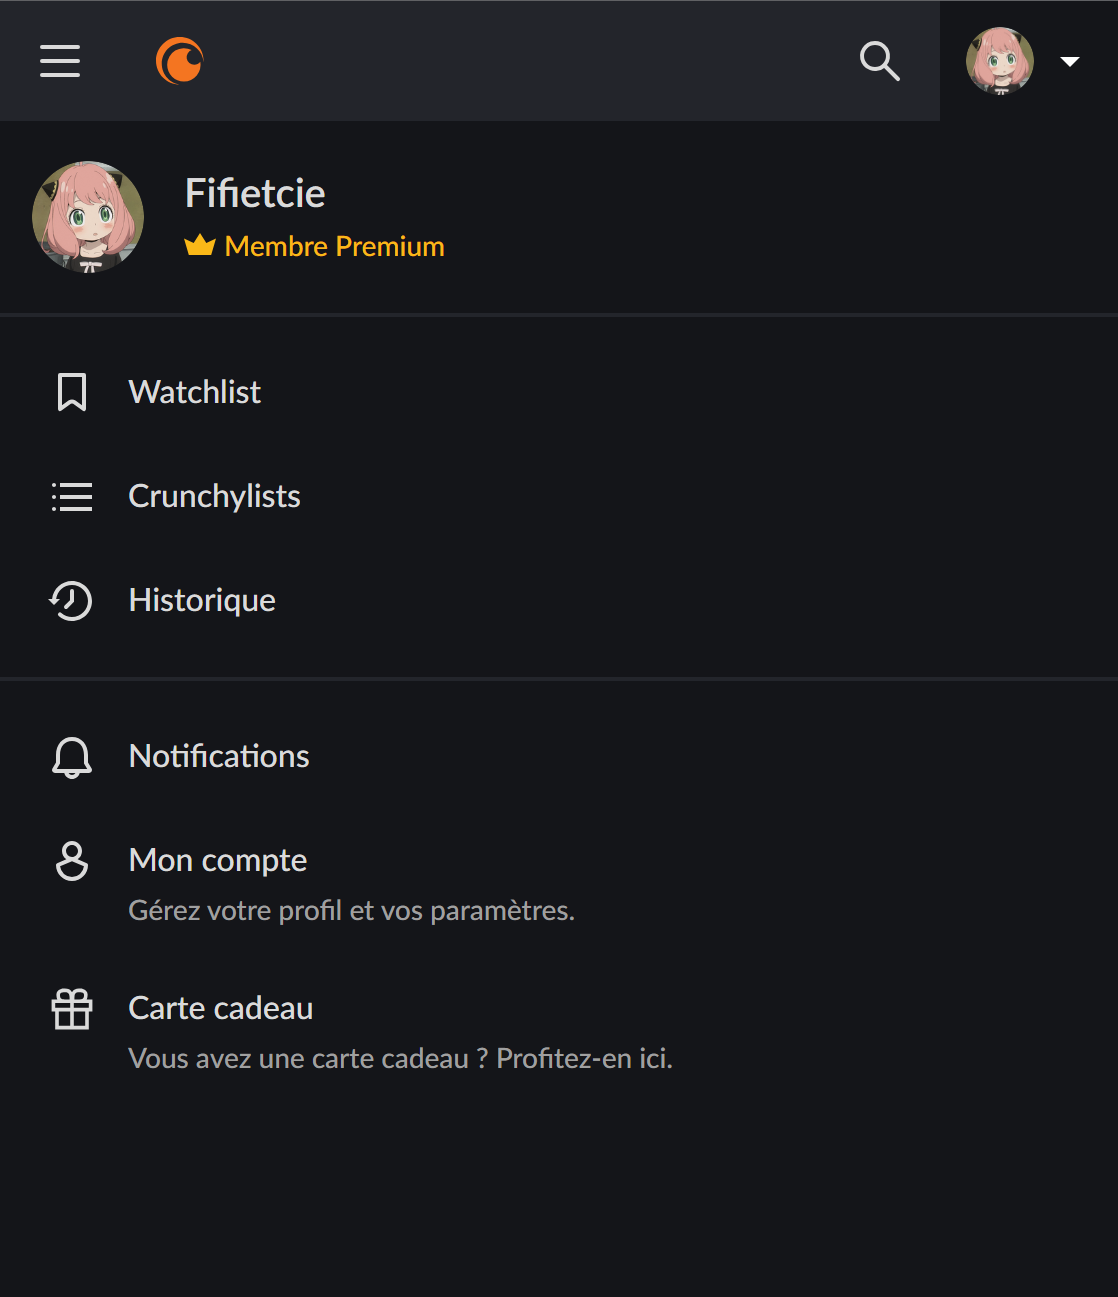 Fifietcie
Membre Premium
Watchlist
Crunchylists
Historique
Notifications
Mon compte
Gérez votre profil et vos paramètres.
Carte cadeau
Vous avez une carte cadeau ? Profitez-en ici.